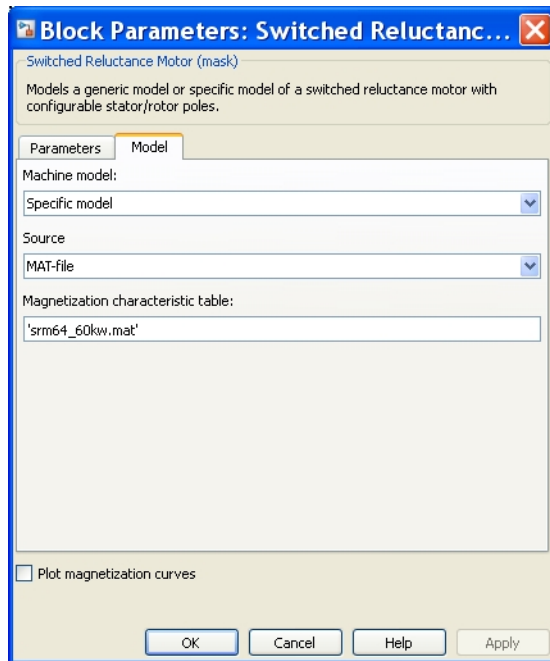 Block Parameters: Switched Reluctanc...
Switched Reluctance Motor (mask)
Models a generic model or specific model of a switched reluctance motor with
configurable stator/rotor poles.
Parameters Model
Machine model:
Specific model
Source
MAT-file
Magnetization characteristic table:
'srm64_60kw.mat'
Plot magnetization curves
OK Cancel Help Apply